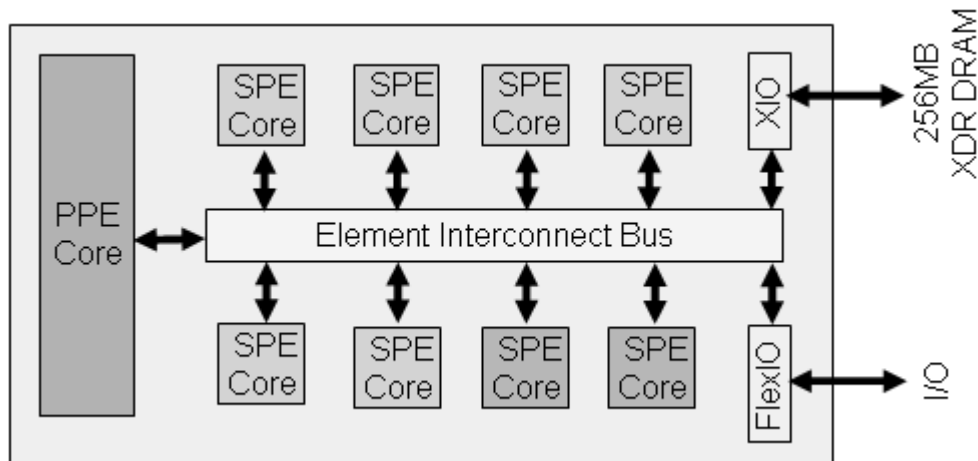 SPE
Core
SPE
Core
SPE
Core
SPE
Core
XIO
256MB
XDR DRAM
PPE
Core
Element Interconnect Bus
SPE
Core
SPE
Core
SPE
Core
SPE
Core
FlexIO
I/O